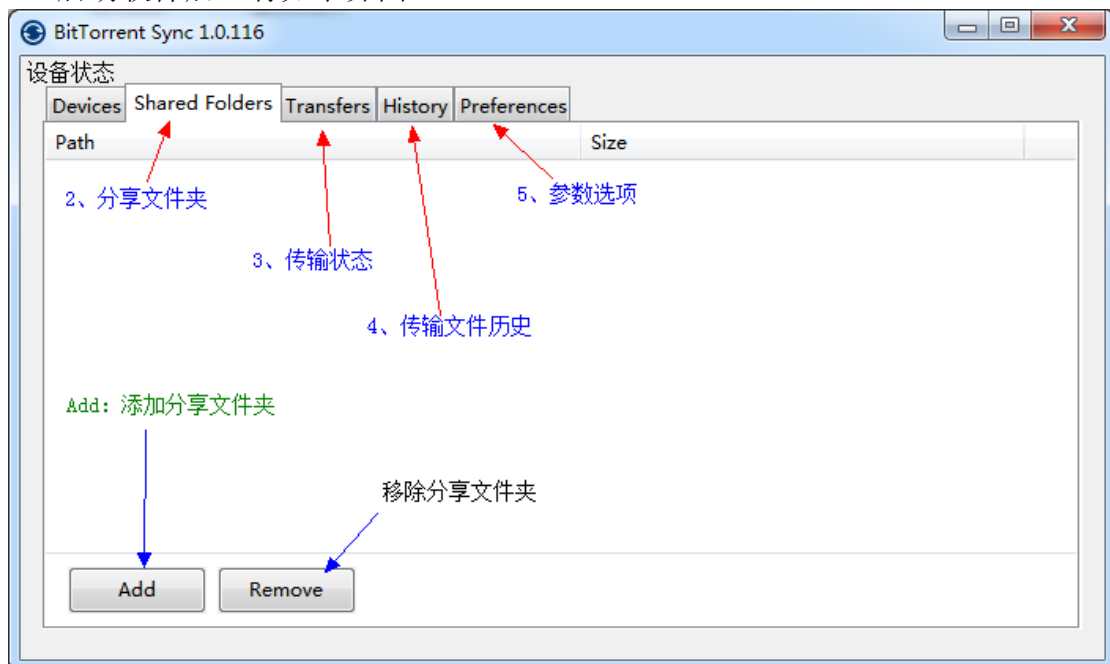 BitTorrent Sync 1.0.116
设备状态
Devices Shared Folders Transfers History Preferences
Path Size
2、分享文件夹
5、参数选项
3、传输状态
4、传输文件历史
Add: 添加分享文件夹
移除分享文件夹
Add Remove